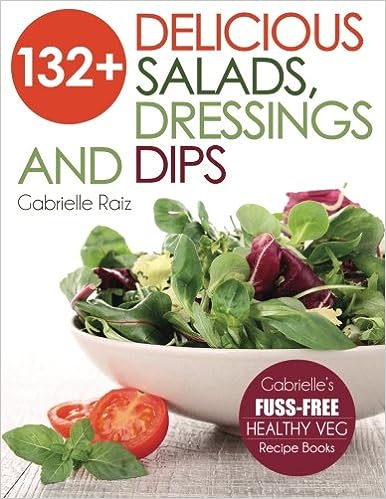 132+
DELICIOUS
SALADS,
DRESSINGS
AND DIPS
Gabrielle Raiz
Gabrielle's
FUSS-FREE
HEALTHY VEG
Recipe Books